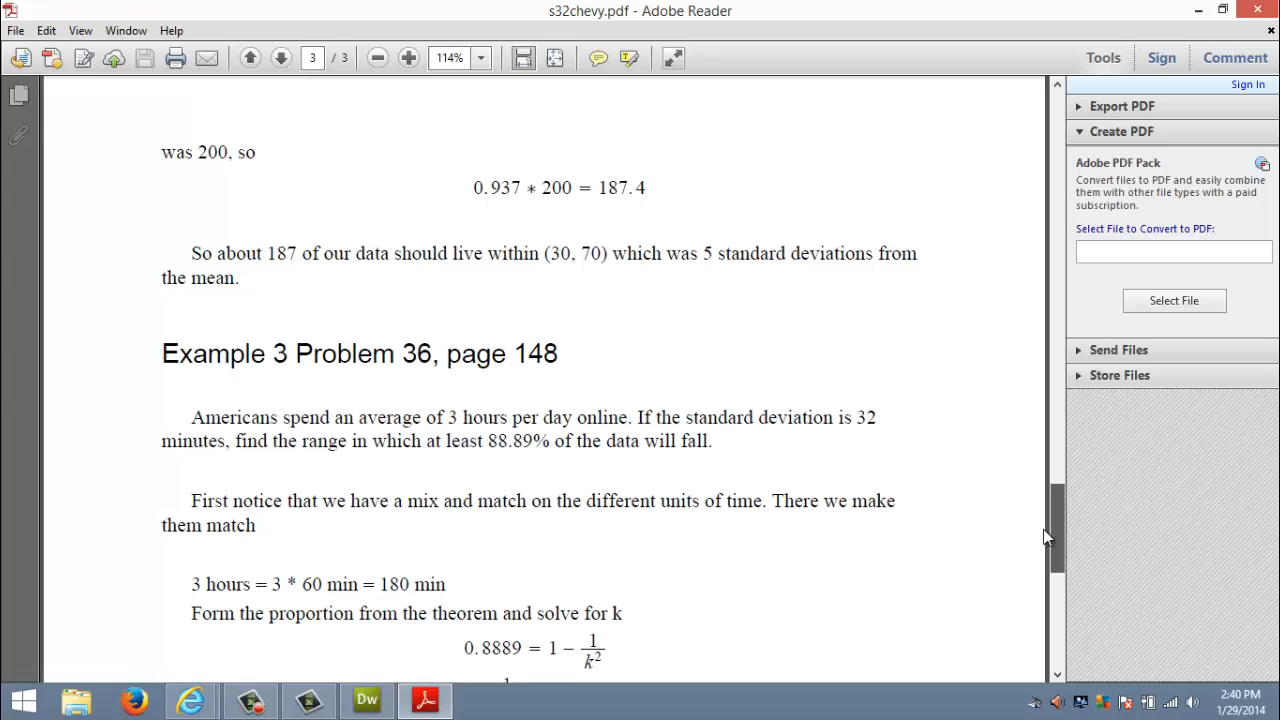 s32chevy.pdf - Adobe Reader
File Edit View Window Help
3 / 3 114% Tools Sign Comment
Sign In
Export PDF
Create PDF
Adobe PDF Pack
Convert files to PDF and easily combine
them with other file types with a paid
subscription.
Select File to Convert to PDF:
Select File
Send Files
Store Files
was 200, so
0.937 * 200 = 187.4
So about 187 of our data should live within (30, 70) which was 5 standard deviations from
the mean.
Example 3 Problem 36, page 148
Americans spend an average of 3 hours per day online. If the standard deviation is 32
minutes, find the range in which at least 88.89% of the data will fall.
First notice that we have a mix and match on the different units of time. There we make
them match
3 hours = 3 * 60 min = 180 min
Form the proportion from the theorem and solve for k
0.8889 = 1 − 1/k²
Dw
2:40 PM
1/29/2014